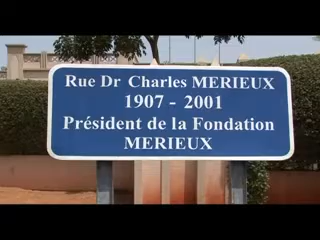 Rue Dr Charles MERIEUX
1907 - 2001
Président de la Fondation
MERIEUX